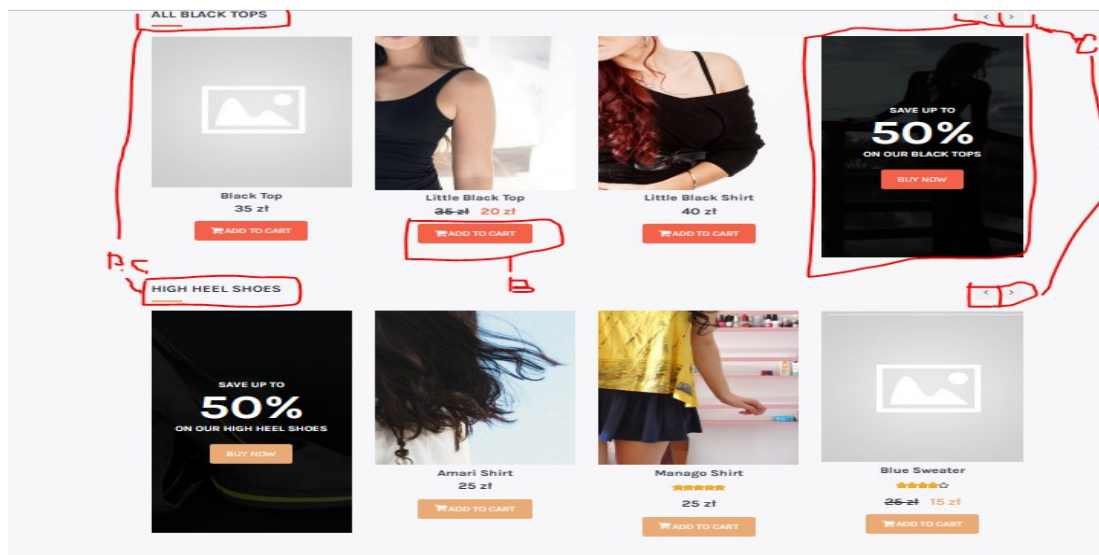 ALL BLACK TOPS
< >
C
SAVE UP TO
50%
ON OUR BLACK TOPS
BUY NOW
Black Top
35 zł
ADD TO CART
Little Black Top
35 zł 20 zł
ADD TO CART
Little Black Shirt
40 zł
ADD TO CART
P.C
B
HIGH HEEL SHOES
< >
SAVE UP TO
50%
ON OUR HIGH HEEL SHOES
BUY NOW
Amari Shirt
25 zł
ADD TO CART
Manago Shirt
25 zł
ADD TO CART
Blue Sweater
25 zł 15 zł
ADD TO CART